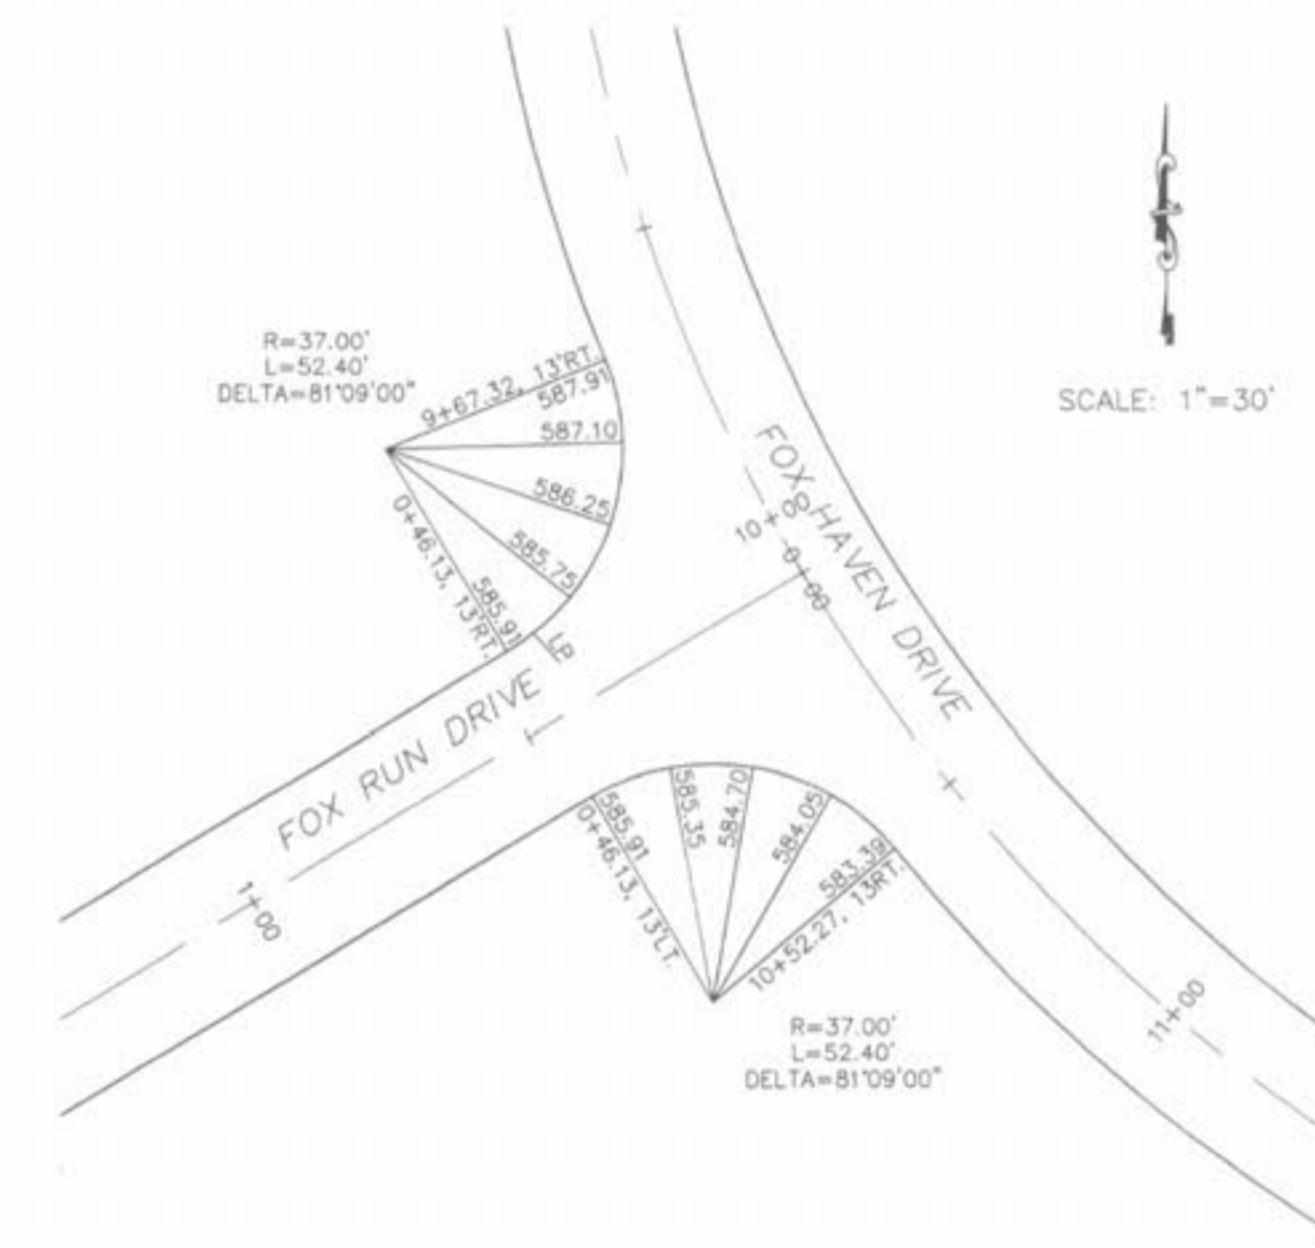 R=37.00'
L=52.40'
DELTA=81°09'00"
SCALE: 1"=30'
9+67.32, 13'RT.
587.91
587.10
586.25
585.75
585.91
0+46.13, 13'RT.
LP
FOX HAVEN DRIVE
10+00
0+00
FOX RUN DRIVE
1+00
585.91
0+46.13, 13'LT.
585.35
584.70
584.05
583.39
10+52.27, 13RT.
11+00
R=37.00'
L=52.40'
DELTA=81°09'00"